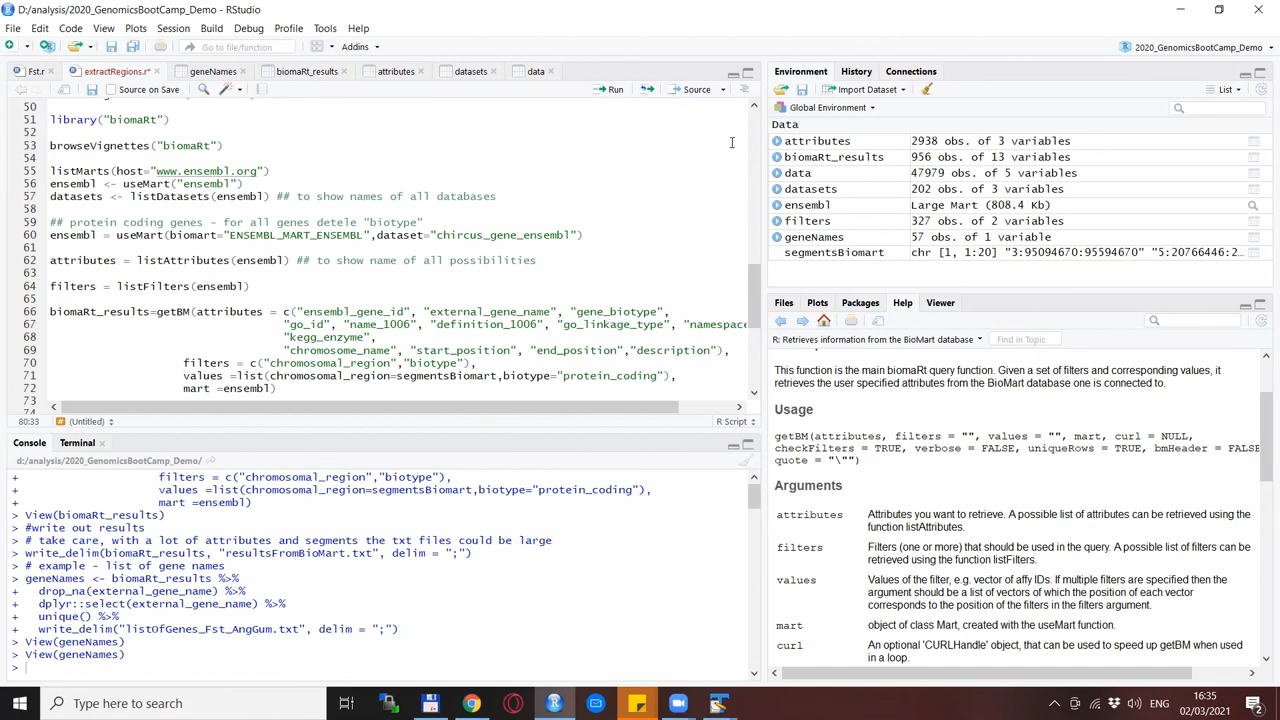 D:/analysis/2020_GenomicsBootCamp_Demo - RStudio
File Edit Code View Plots Session Build Debug Profile Tools Help
Go to file/function Addins 2020_GenomicsBootCamp_Demo
Fst.r extractRegions.r* geneNames biomaRt_results attributes datasets data
Source on Save Run Source
50
51 library("biomaRt")
52
53 browseVignettes("biomaRt")
54
55 listMarts(host="www.ensembl.org")
56 ensembl <- useMart("ensembl")
57 datasets <- listDatasets(ensembl) ## to show names of all databases
58
59 ## protein coding genes - for all genes detele "biotype"
60 ensembl = useMart(biomart="ENSEMBL_MART_ENSEMBL",dataset="chircus_gene_ensembl")
61
62 attributes = listAttributes(ensembl) ## to show name of all possibilities
63
64 filters = listFilters(ensembl)
65
66 biomaRt_results=getBM(attributes = c("ensembl_gene_id", "external_gene_name", "gene_biotype",
67 "go_id", "name_1006", "definition_1006", "go_linkage_type", "namespace
68 "kegg_enzyme",
69 "chromosome_name", "start_position", "end_position","description"),
70 filters = c("chromosomal_region","biotype"),
71 values =list(chromosomal_region=segmentsBiomart,biotype="protein_coding"),
72 mart =ensembl)
73
74
80:33 (Untitled) R Script
Console Terminal
d:/analysis/2020_GenomicsBootCamp_Demo/
+ filters = c("chromosomal_region","biotype"),
+ values =list(chromosomal_region=segmentsBiomart,biotype="protein_coding"),
+ mart =ensembl)
> View(biomaRt_results)
> #write out results
> # take care, with a lot of attributes and segments the txt files could be large
> write_delim(biomaRt_results, "resultsFromBioMart.txt", delim = ";")
> # example - list of gene names
> geneNames <- biomaRt_results %>%
+ drop_na(external_gene_name) %>%
+ dplyr::select(external_gene_name) %>%
+ unique() %>%
+ write_delim("listOfGenes_Fst_AngGum.txt", delim = ";")
> View(geneNames)
> View(geneNames)
>
Environment History Connections
Import Dataset List
Global Environment
Data
attributes 2938 obs. of 3 variables
biomaRt_results 956 obs. of 13 variables
data 47979 obs. of 5 variables
datasets 202 obs. of 3 variables
ensembl Large Mart (808.4 Kb)
filters 327 obs. of 2 variables
geneNames 57 obs. of 1 variable
segmentsBiomart chr [1, 1:20] "3:95094670:95594670" "5:20766446:2...
Files Plots Packages Help Viewer
R: Retrieves information from the BioMart database Find in Topic
This function is the main biomaRt query function. Given a set of filters and corresponding values, it
retrieves the user specified attributes from the BioMart database one is connected to.
Usage
getBM(attributes, filters = "", values = "", mart, curl = NULL,
checkFilters = TRUE, verbose = FALSE, uniqueRows = TRUE, bmHeader = FALSE
quote = "\"")
Arguments
attributes Attributes you want to retrieve. A possible list of attributes can be retrieved using the
function listAttributes.
filters Filters (one or more) that should be used in the query. A possible list of filters can be
retrieved using the function listFilters.
values Values of the filter, e.g. vector of affy IDs. If multiple filters are specified then the
argument should be a list of vectors of which the position of each vector
corresponds to the position of the filters in the filters argument.
mart object of class Mart, created with the useMart function.
curl An optional 'CURLHandle' object, that can be used to speed up getBM when used
in a loop.
Type here to search
ENG 16:35
02/03/2021 2